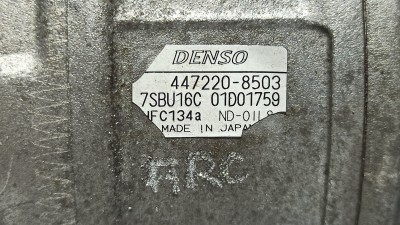 DENSO
447220-8503
7SBU16C 01D01759
HFC134a ND-OIL8
MADE IN JAPAN
ARC